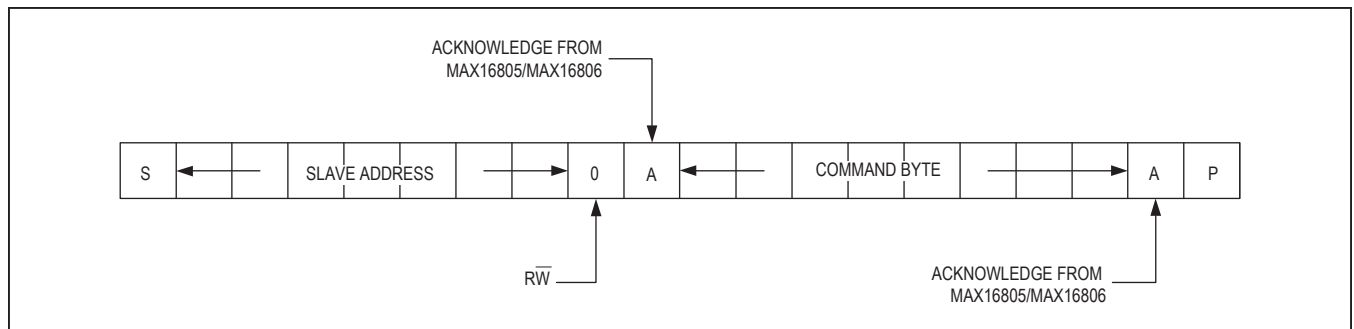 ACKNOWLEDGE FROM
MAX16805/MAX16806
S SLAVE ADDRESS 0 A COMMAND BYTE A P
RW̅
ACKNOWLEDGE FROM
MAX16805/MAX16806